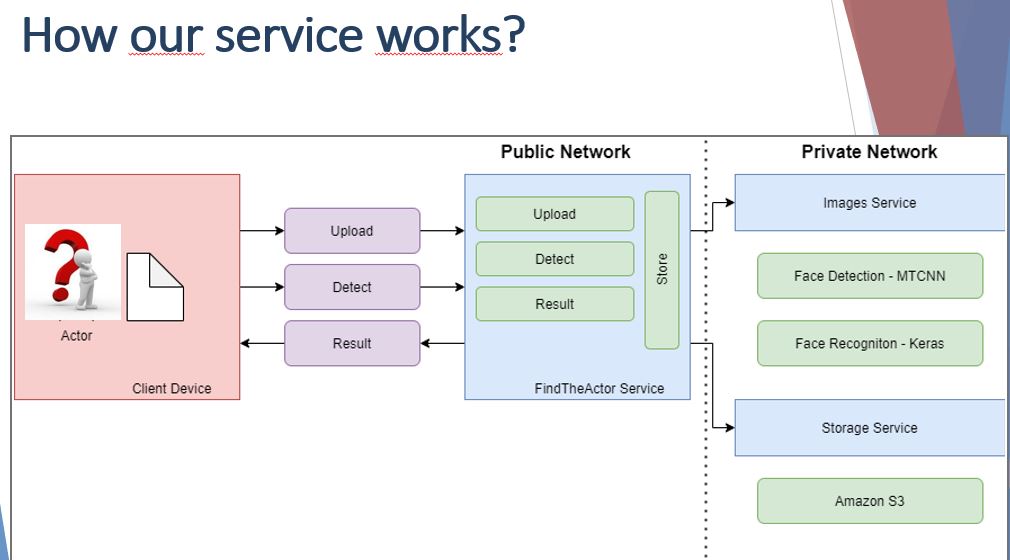 How our service works?
Public Network
Private Network
Actor
Client Device
Upload
Detect
Result
Upload
Detect
Result
Store
FindTheActor Service
Images Service
Face Detection - MTCNN
Face Recogniton - Keras
Storage Service
Amazon S3